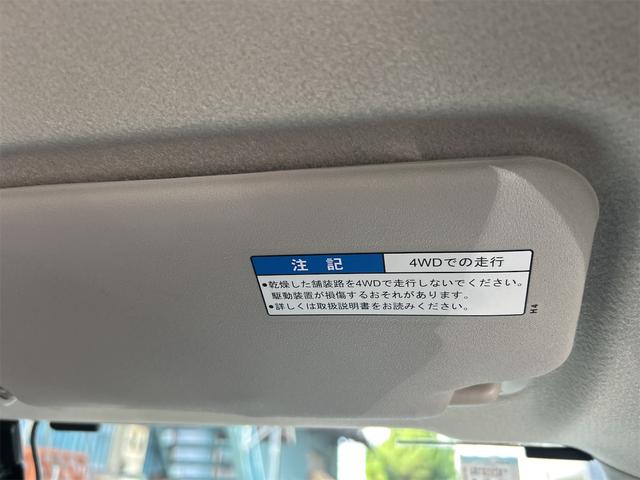 注 記 4WDでの走行
•乾燥した舗装路を4WDで走行しないでください。
駆動装置が損傷するおそれがあります。
•詳しくは取扱説明書をお読みください。
H4